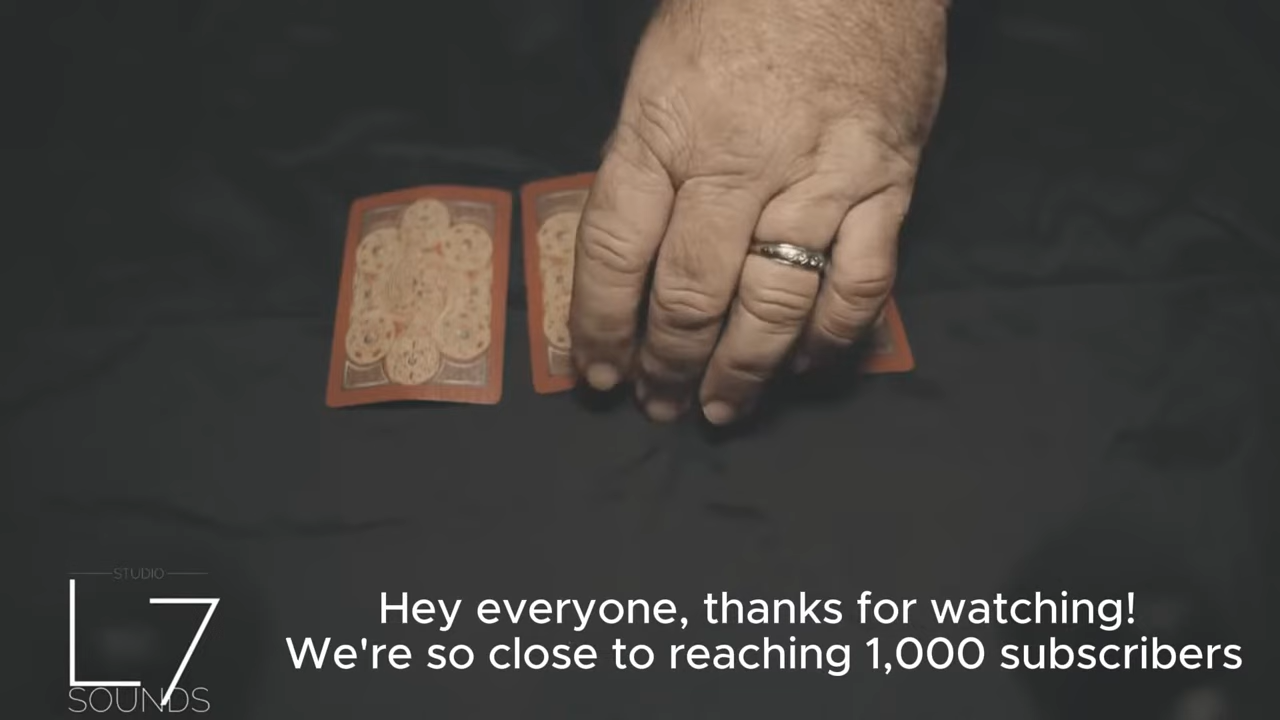 STUDIO
L7
SOUNDS
Hey everyone, thanks for watching!
We're so close to reaching 1,000 subscribers